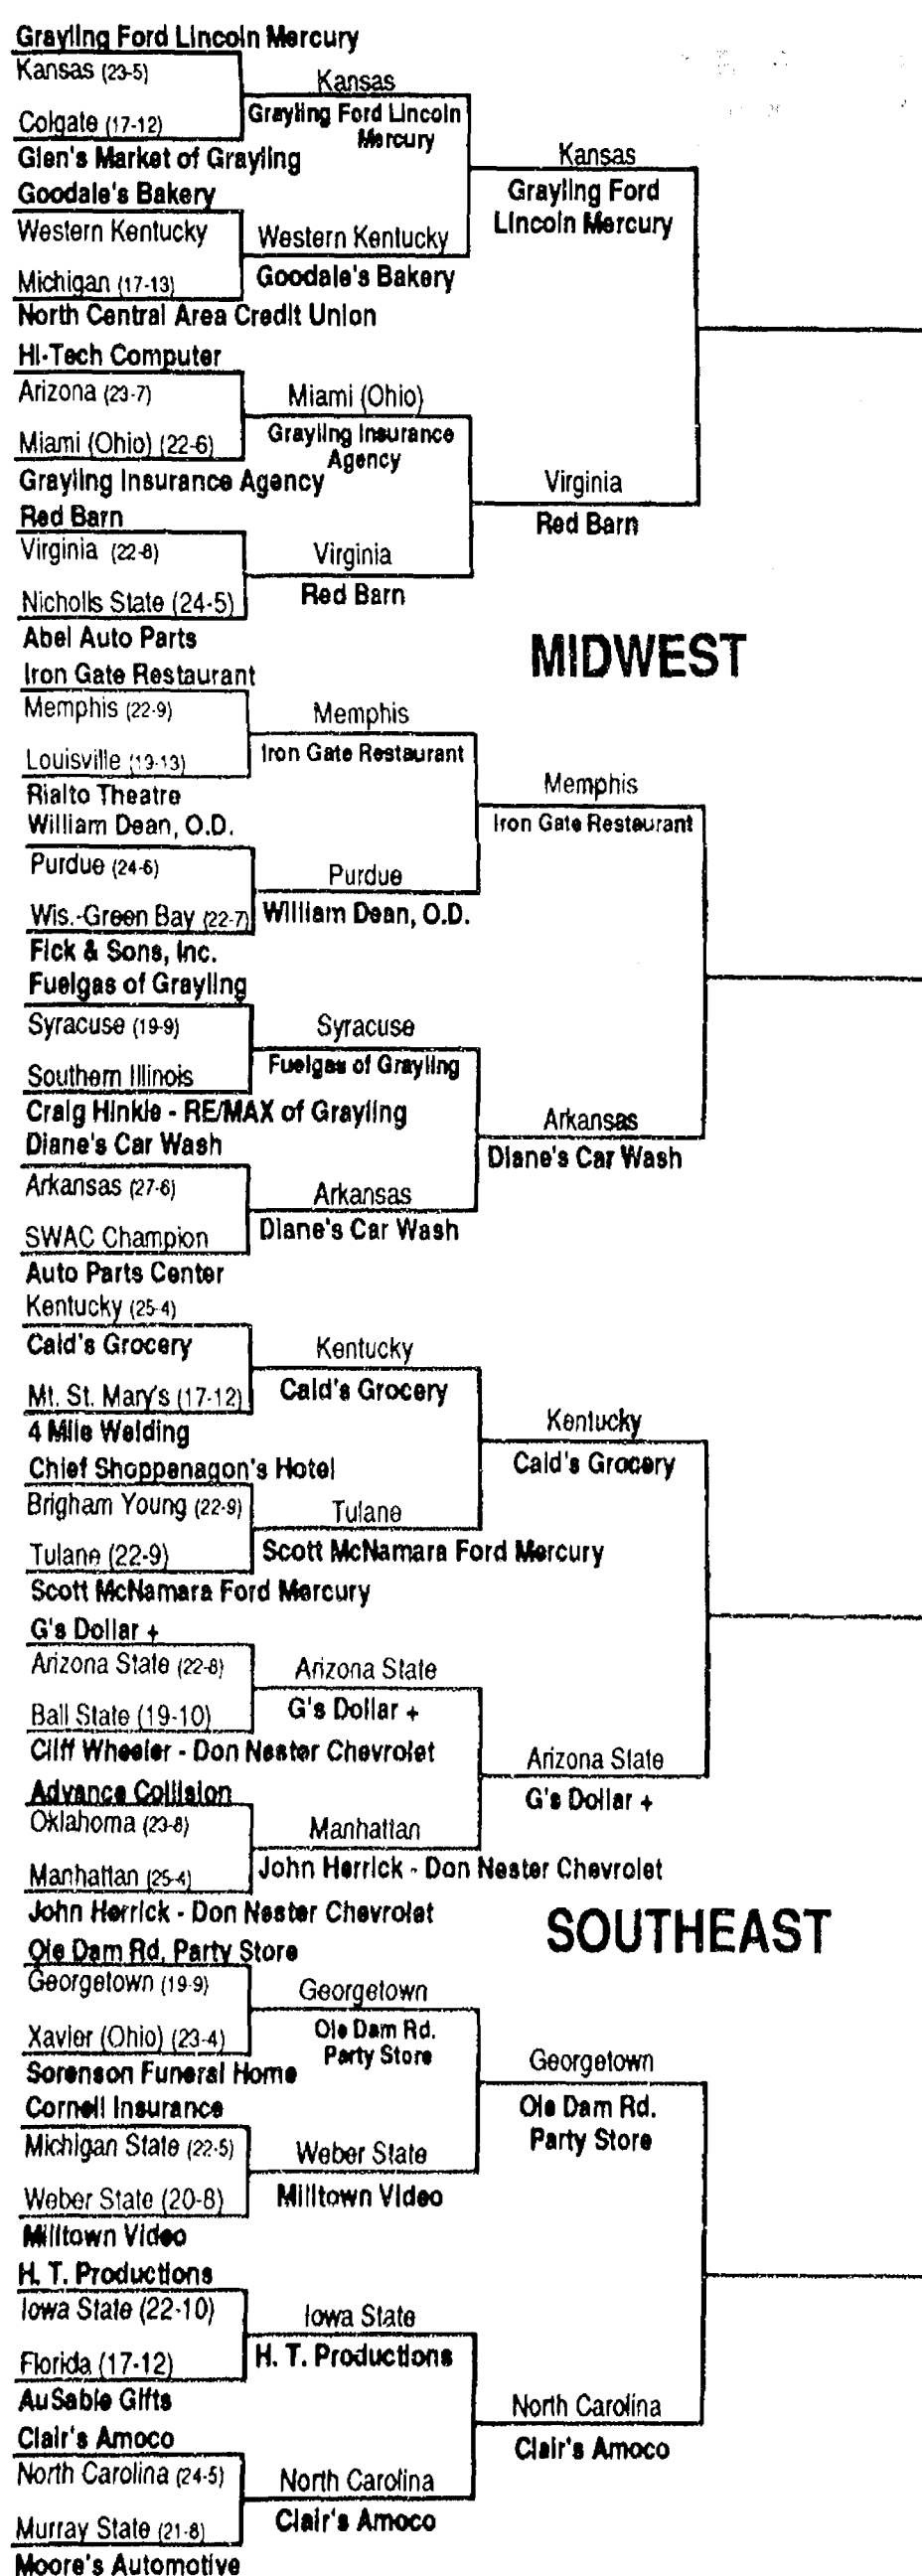 Grayling Ford Lincoln Mercury
Kansas (23-5)
Colgate (17-12)
Glen's Market of Grayling
Goodale's Bakery
Western Kentucky
Michigan (17-13)
North Central Area Credit Union
Hi-Tech Computer
Arizona (23-7)
Miami (Ohio) (22-6)
Grayling Insurance Agency
Red Barn
Virginia (22-8)
Nicholls State (24-5)
Abel Auto Parts
Iron Gate Restaurant
Memphis (22-9)
Louisville (19-13)
Rialto Theatre
William Dean, O.D.
Purdue (24-6)
Wis.-Green Bay (22-7)
Fick & Sons, Inc.
Fuelgas of Grayling
Syracuse (19-9)
Southern Illinois
Craig Hinkle - RE/MAX of Grayling
Diane's Car Wash
Arkansas (27-6)
SWAC Champion
Auto Parts Center
Kentucky (25-4)
Caid's Grocery
Mt. St. Mary's (17-12)
4 Mile Welding
Chief Shoppenagon's Hotel
Brigham Young (22-9)
Tulane (22-9)
Scott McNamara Ford Mercury
G's Dollar +
Arizona State (22-8)
Ball State (19-10)
Cliff Wheeler - Don Nester Chevrolet
Advance Collision
Oklahoma (23-8)
Manhattan (25-4)
John Herrick - Don Nester Chevrolet
Ole Dam Rd. Party Store
Georgetown (19-9)
Xavier (Ohio) (23-4)
Sorenson Funeral Home
Cornell Insurance
Michigan State (22-5)
Weber State (20-8)
Milltown Video
H. T. Productions
Iowa State (22-10)
Florida (17-12)
AuSable Gifts
Clair's Amoco
North Carolina (24-5)
Murray State (21-8)
Moore's Automotive
Kansas
Grayling Ford Lincoln
Mercury
Western Kentucky
Goodale's Bakery
Miami (Ohio)
Grayling Insurance
Agency
Virginia
Red Barn
Memphis
Iron Gate Restaurant
Purdue
William Dean, O.D.
Syracuse
Fuelgas of Grayling
Arkansas
Diane's Car Wash
Kentucky
Caid's Grocery
Tulane
Scott McNamara Ford Mercury
Arizona State
G's Dollar +
Manhattan
John Herrick - Don Nester Chevrolet
Georgetown
Ole Dam Rd.
Party Store
Weber State
Milltown Video
Iowa State
H. T. Productions
North Carolina
Clair's Amoco
Kansas
Grayling Ford
Lincoln Mercury
Virginia
Red Barn
MIDWEST
Memphis
Iron Gate Restaurant
Arkansas
Diane's Car Wash
Kentucky
Caid's Grocery
Arizona State
G's Dollar +
SOUTHEAST
Georgetown
Ole Dam Rd.
Party Store
North Carolina
Clair's Amoco